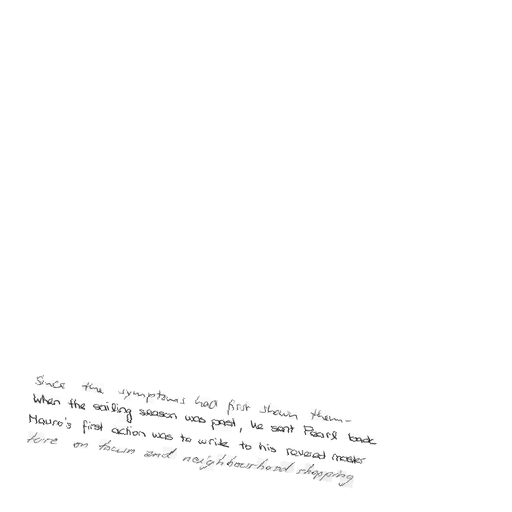 Since the symptoms had first shown them-
When the sailing season was past, he sent Pearl back
Mauro's first action was to write to his revered master
fore on town and neighbourhood shopping